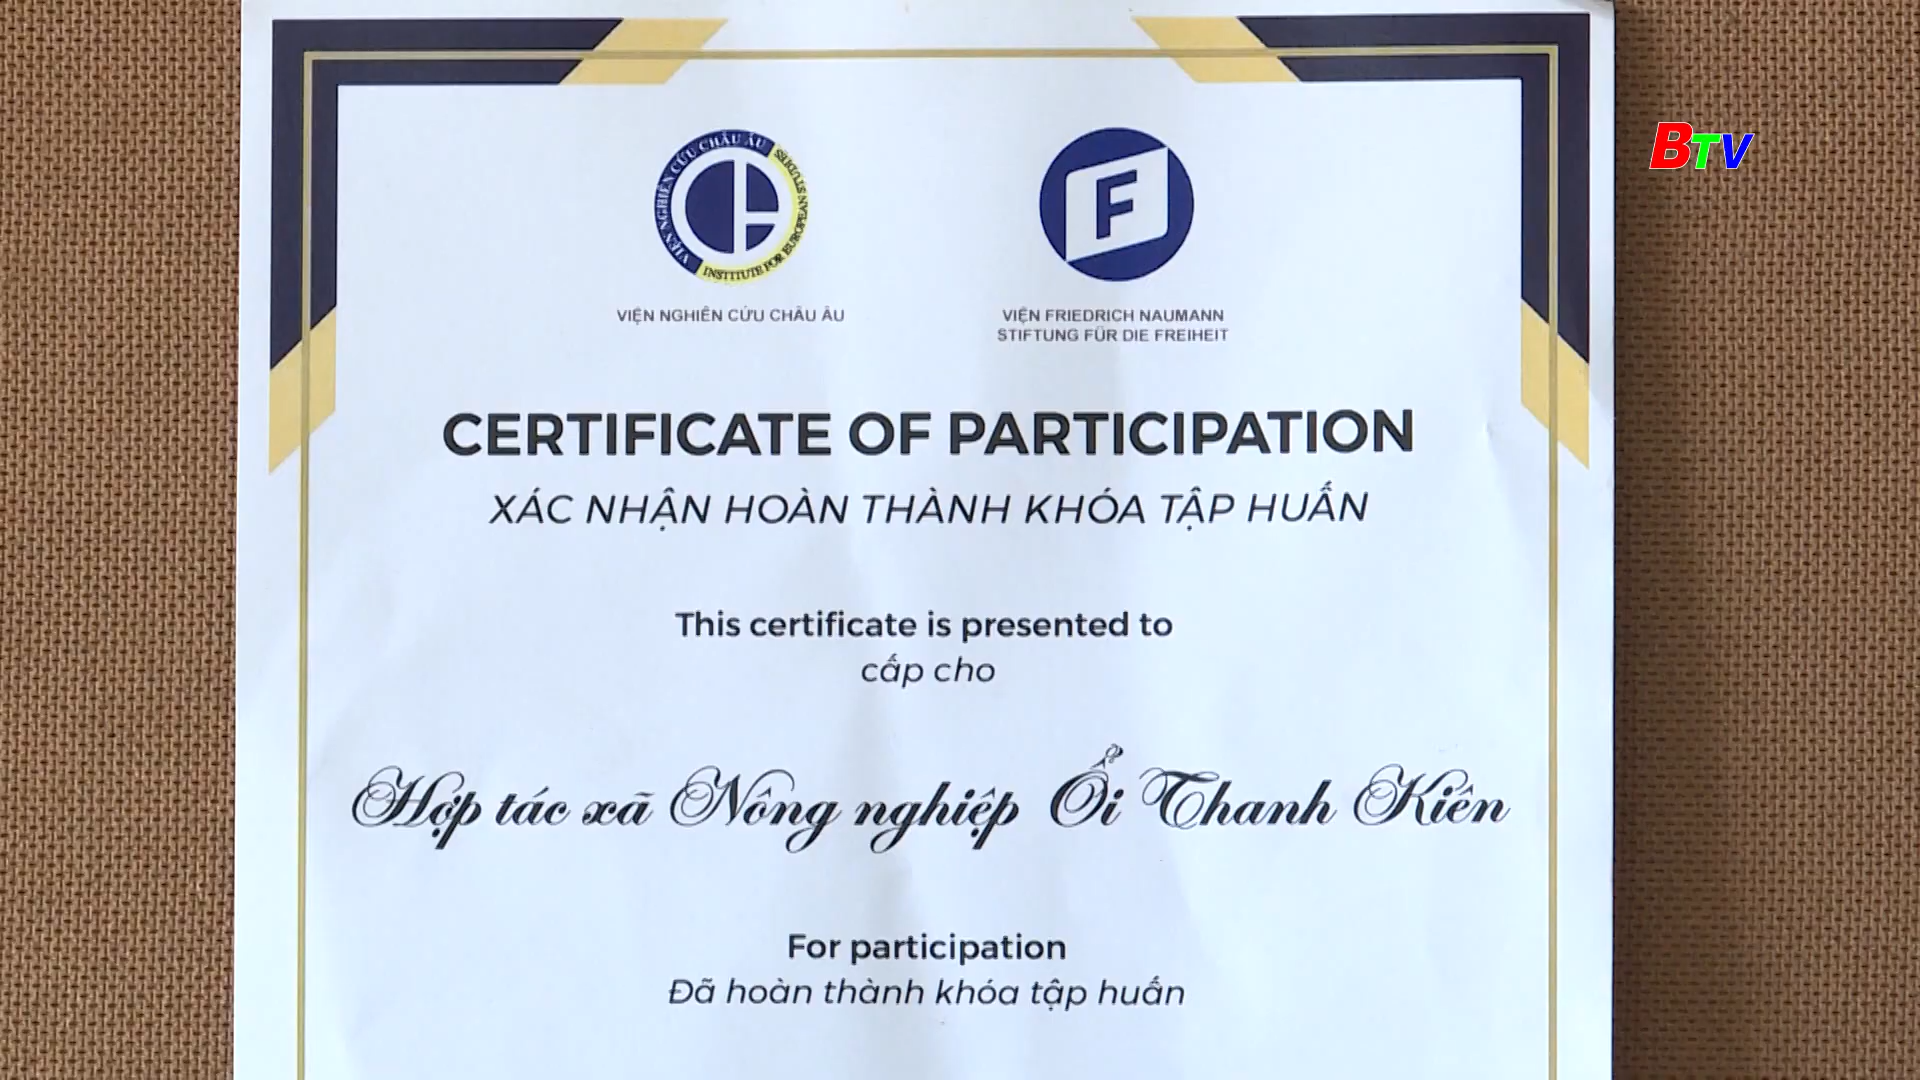 BTV
VIỆN NGHIÊN CỨU CHÂU ÂU
INSTITUTE FOR EUROPEAN STUDIES
F
VIỆN NGHIÊN CỨU CHÂU ÂU
VIỆN FRIEDRICH NAUMANN
STIFTUNG FÜR DIE FREIHEIT
CERTIFICATE OF PARTICIPATION
XÁC NHẬN HOÀN THÀNH KHÓA TẬP HUẤN
This certificate is presented to
cấp cho
Hợp tác xã Nông nghiệp Ổi Thanh Kiên
For participation
Đã hoàn thành khóa tập huấn